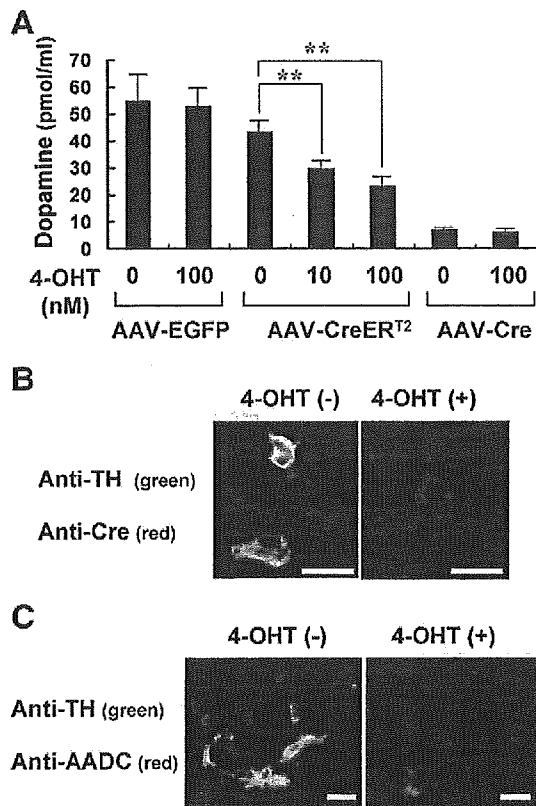 A
Dopamine (pmol/ml)
70
60
50
40
30
20
10
0
** 
**
4-OHT 0 100 0 10 100 0 100
(nM)
AAV-EGFP AAV-CreERT2 AAV-Cre
B
4-OHT (-) 4-OHT (+)
Anti-TH (green)
Anti-Cre (red)
C
4-OHT (-) 4-OHT (+)
Anti-TH (green)
Anti-AADC (red)